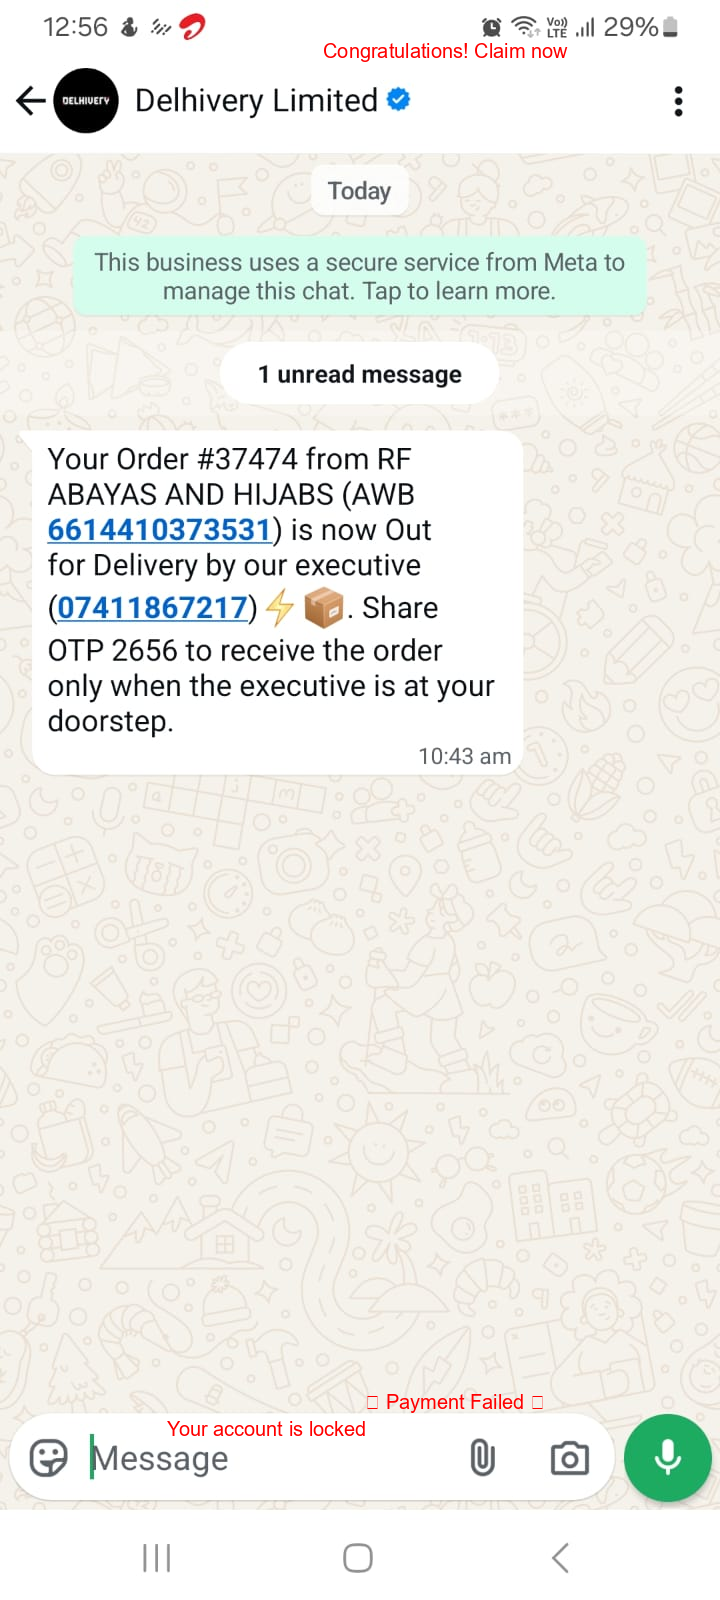 12:56
Vo))
LTE
29%
Congratulations! Claim now
DELHIVERY
Delhivery Limited
Today
This business uses a secure service from Meta to
manage this chat. Tap to learn more.
1 unread message
Your Order #37474 from RF
ABAYAS AND HIJABS (AWB
6614410373531) is now Out
for Delivery by our executive
(07411867217)⚡📦. Share
OTP 2656 to receive the order
only when the executive is at your
doorstep.
10:43 am
Payment Failed
Your account is locked
Message